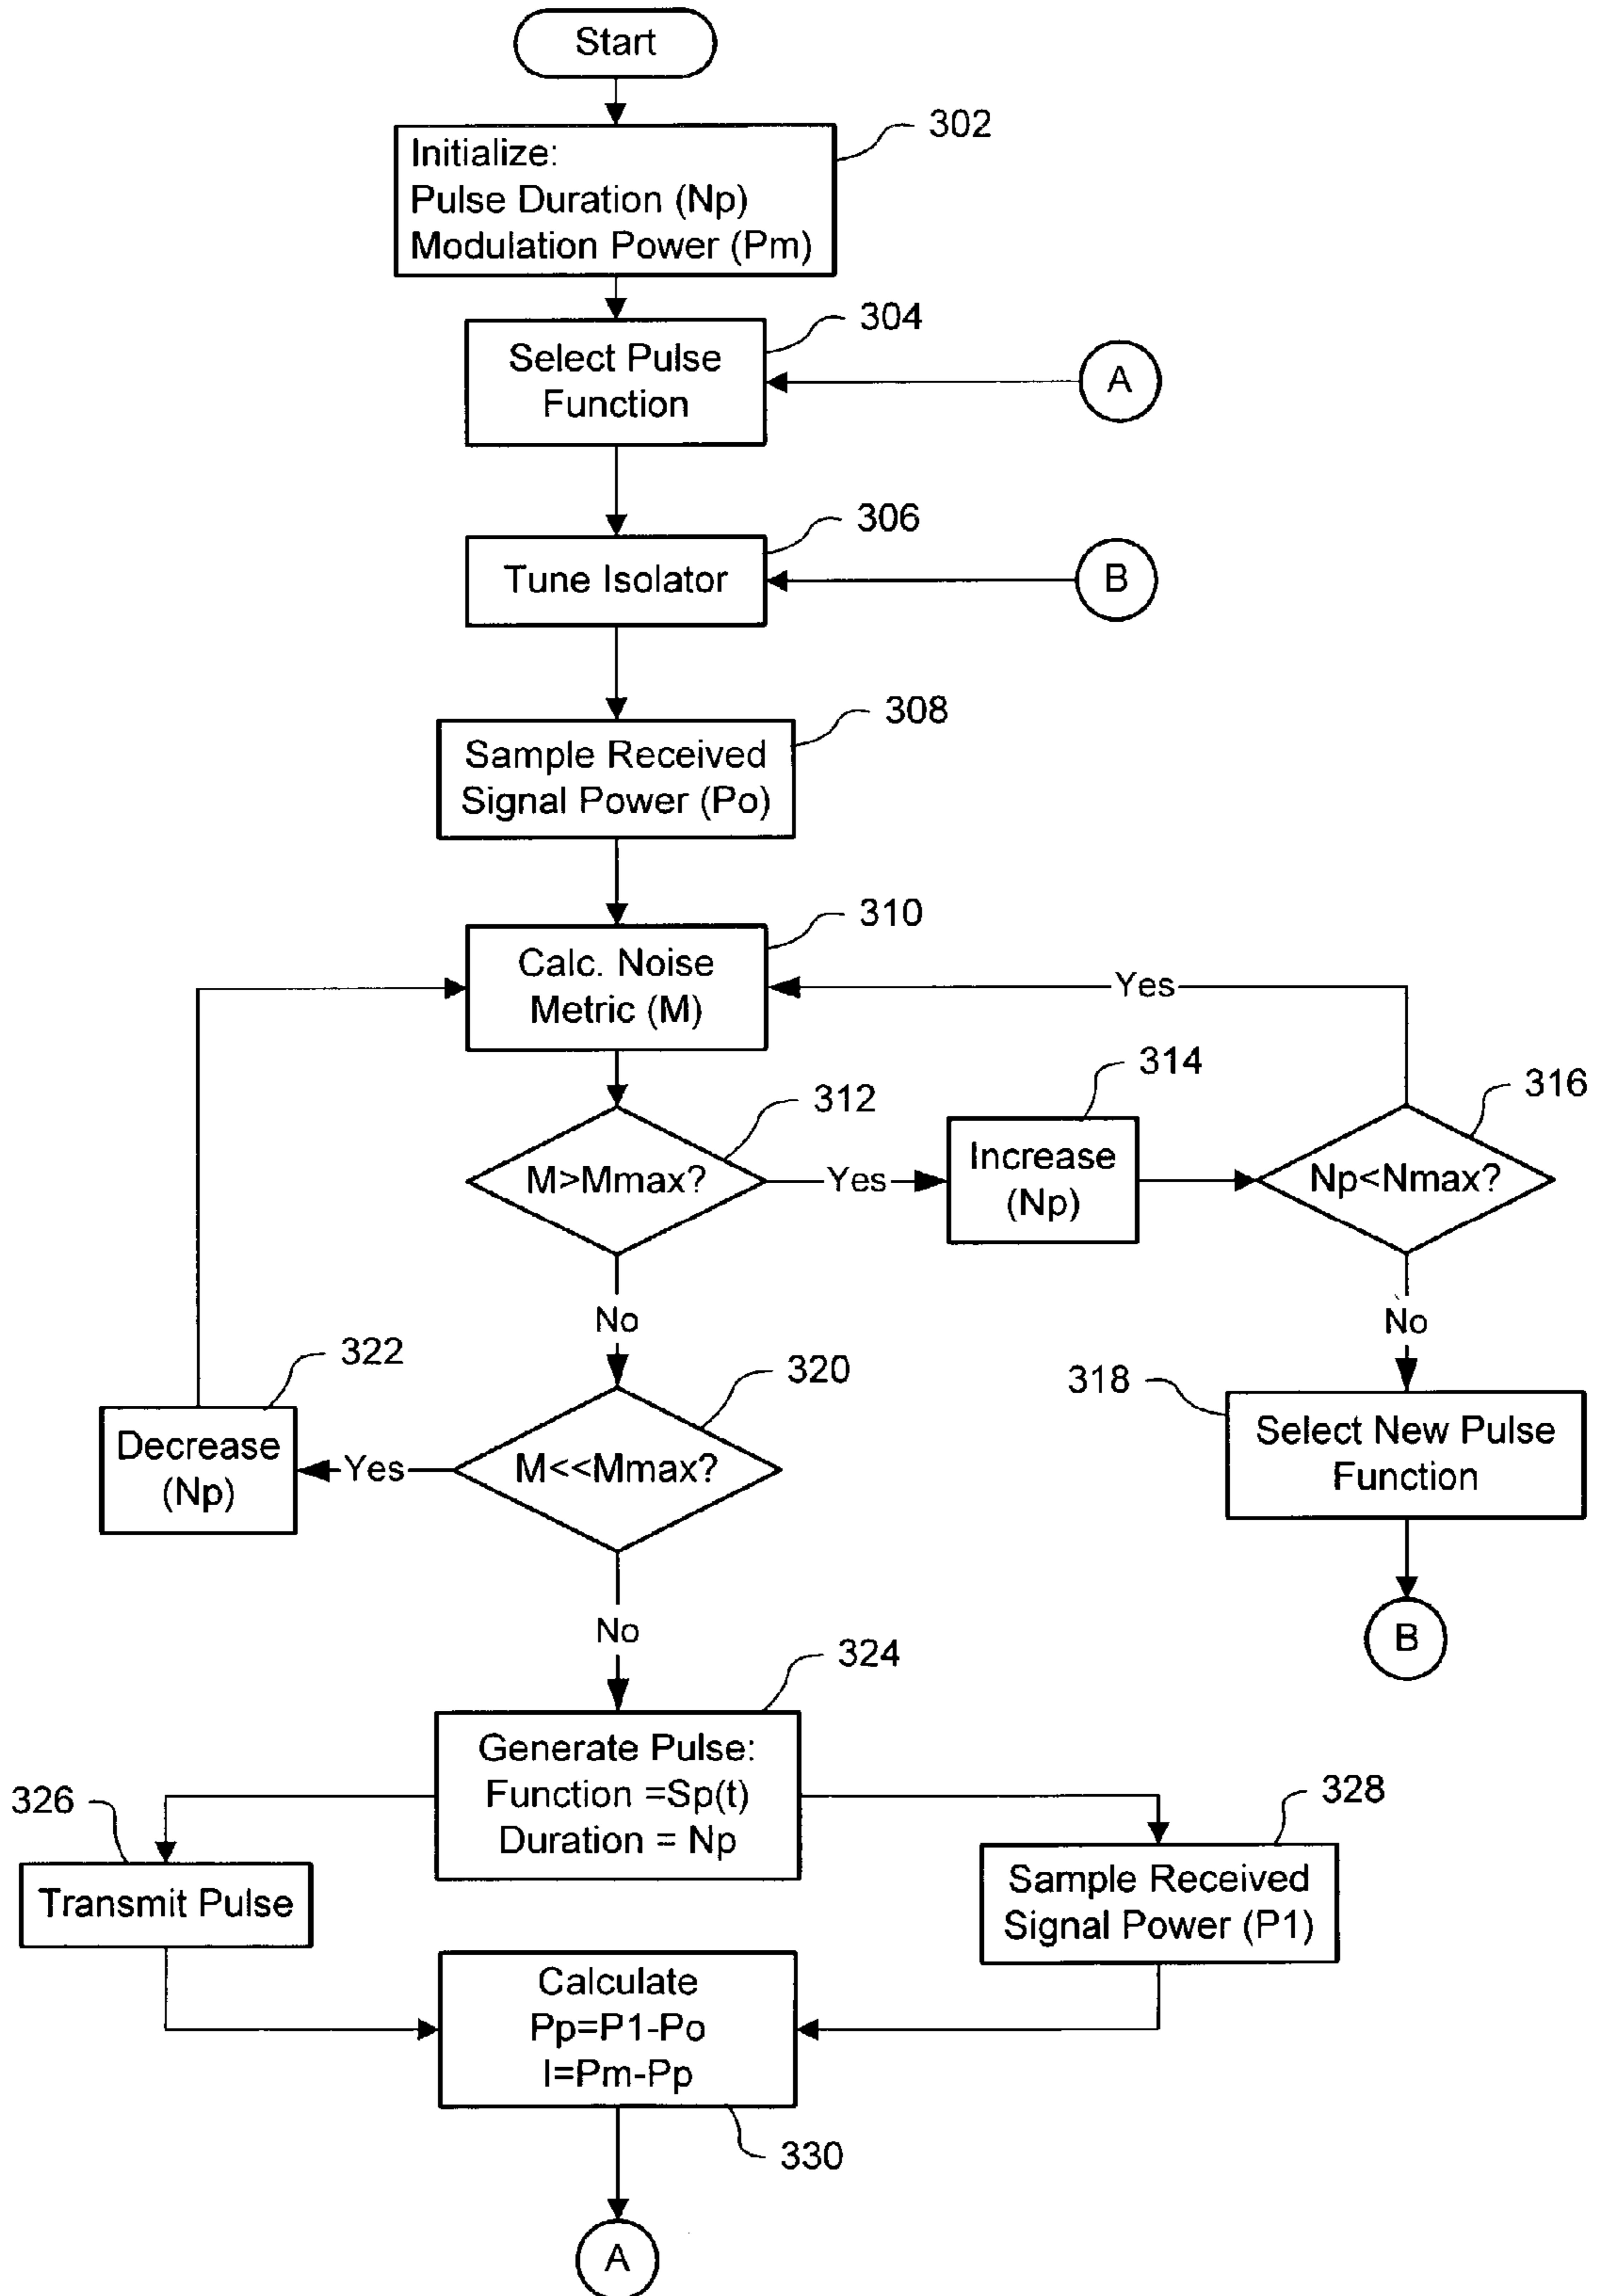 Start
302
Initialize:
Pulse Duration (Np)
Modulation Power (Pm)
304
Select Pulse
Function
A
306
Tune Isolator
B
308
Sample Received
Signal Power (Po)
310
Calc. Noise
Metric (M)
Yes
312
M>Mmax?
Yes
314
Increase
(Np)
316
Np<Nmax?
No
No
318
Select New Pulse
Function
B
320
M<<Mmax?
Yes
322
Decrease
(Np)
No
324
Generate Pulse:
Function =Sp(t)
Duration = Np
326
Transmit Pulse
328
Sample Received
Signal Power (P1)
Calculate
Pp=P1-Po
I=Pm-Pp
330
A